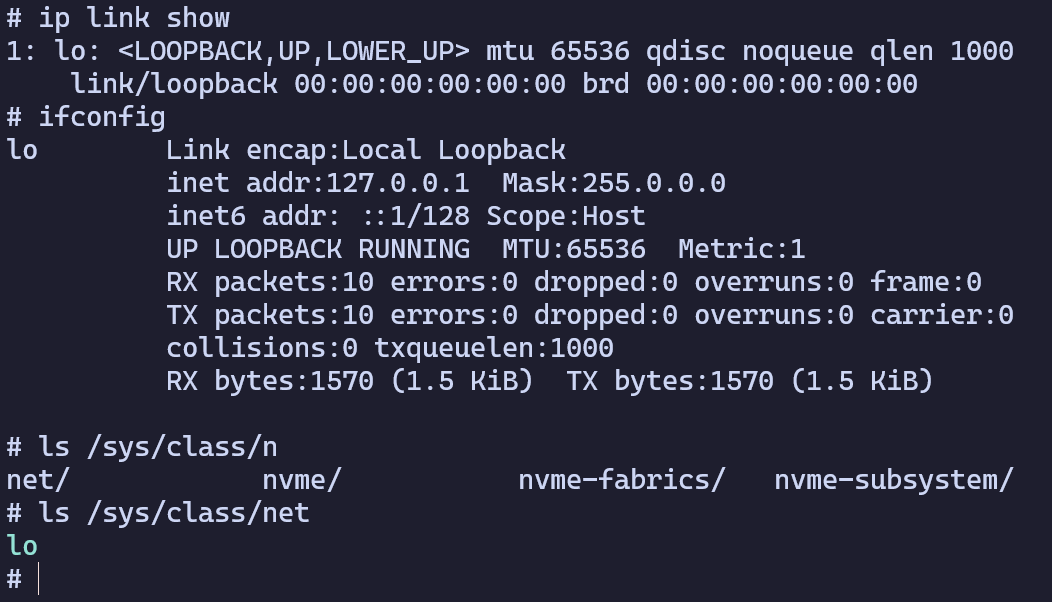 # ip link show
1: lo: <LOOPBACK,UP,LOWER_UP> mtu 65536 qdisc noqueue qlen 1000
    link/loopback 00:00:00:00:00:00 brd 00:00:00:00:00:00
# ifconfig
lo        Link encap:Local Loopback
          inet addr:127.0.0.1  Mask:255.0.0.0
          inet6 addr: ::1/128 Scope:Host
          UP LOOPBACK RUNNING  MTU:65536  Metric:1
          RX packets:10 errors:0 dropped:0 overruns:0 frame:0
          TX packets:10 errors:0 dropped:0 overruns:0 carrier:0
          collisions:0 txqueuelen:1000
          RX bytes:1570 (1.5 KiB)  TX bytes:1570 (1.5 KiB)

# ls /sys/class/n
net/            nvme/           nvme-fabrics/   nvme-subsystem/
# ls /sys/class/net
lo
#